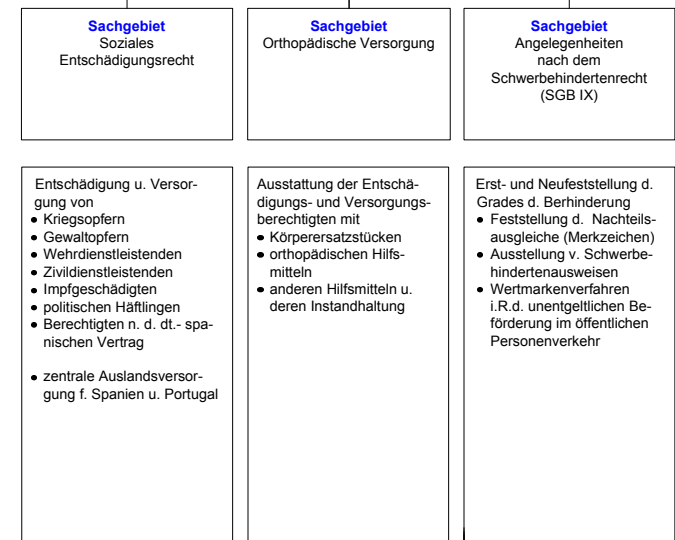 Sachgebiet
Soziales
Entschädigungsrecht
Sachgebiet
Orthopädische Versorgung
Sachgebiet
Angelegenheiten
nach dem
Schwerbehindertenrecht
(SGB IX)
Entschädigung u. Versor-
gung von
• Kriegsopfern
• Gewaltopfern
• Wehrdienstleistenden
• Zivildienstleistenden
• Impfgeschädigten
• politischen Häftlingen
• Berechtigten n. d. dt.- spa-
nischen Vertrag
• zentrale Auslandsversor-
gung f. Spanien u. Portugal
Ausstattung der Entschä-
digungs- und Versorgungs-
berechtigten mit
• Körperersatzstücken
• orthopädischen Hilfs-
mitteln
• anderen Hilfsmitteln u.
deren Instandhaltung
Erst- und Neufeststellung d.
Grades d. Berhinderung
• Feststellung d. Nachteils-
ausgleiche (Merkzeichen)
• Ausstellung v. Schwerbe-
hindertenausweisen
• Wertmarkenverfahren
i.R.d. unentgeltlichen Be-
förderung im öffentlichen
Personenverkehr